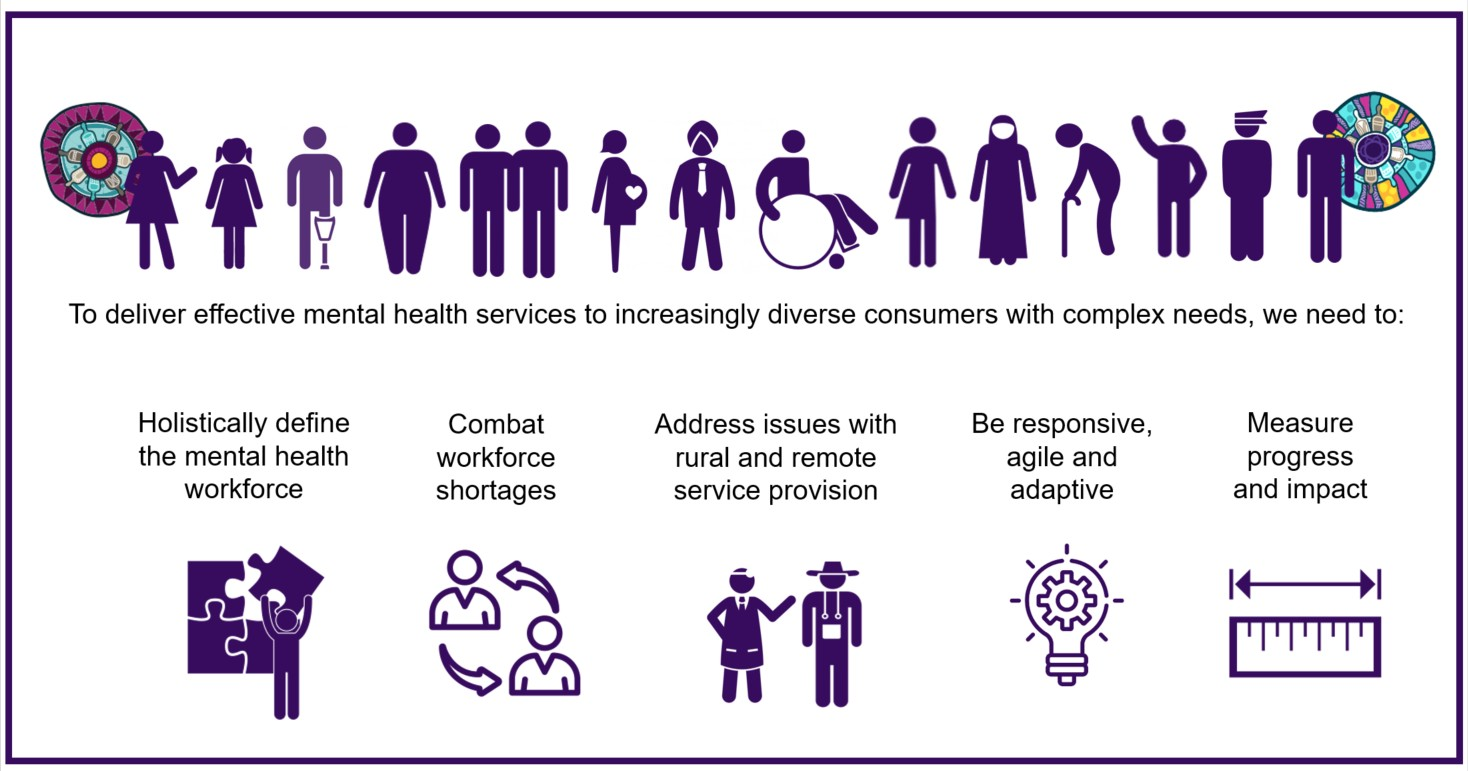 To deliver effective mental health services to increasingly diverse consumers with complex needs, we need to:
Holistically define
the mental health
workforce
Combat
workforce
shortages
Address issues with
rural and remote
service provision
Be responsive,
agile and
adaptive
Measure
progress
and impact